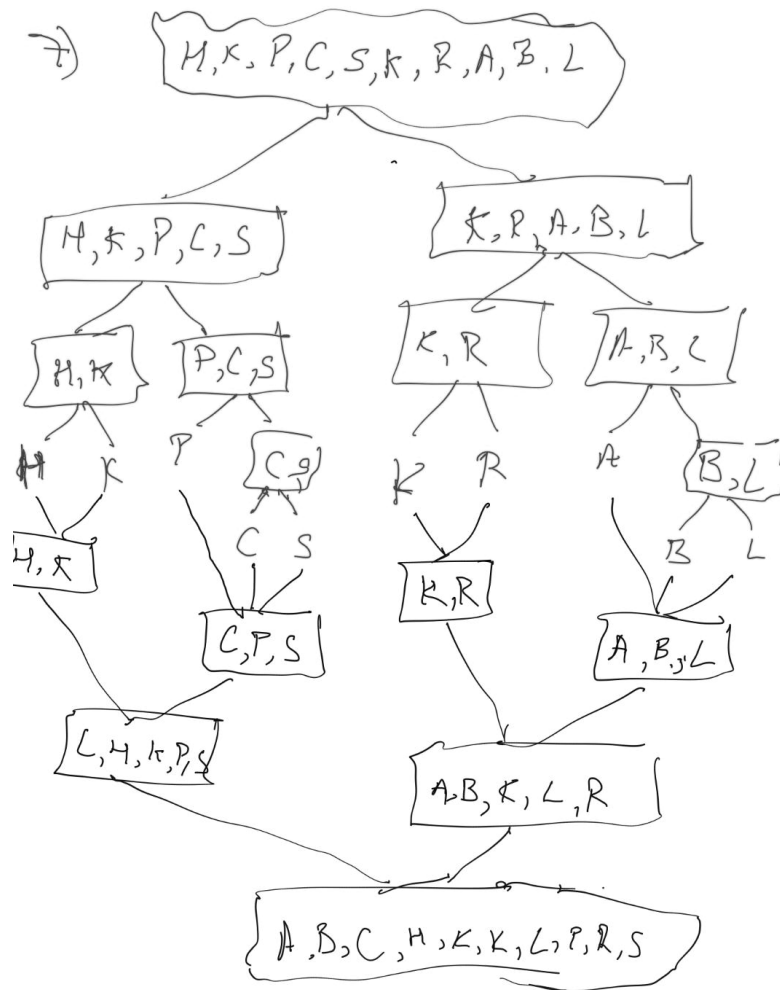 7)
H, K, P, C, S, K, R, A, B, L
H, K, P, C, S
K, R, A, B, L
H, K
P, C, S
K, R
A, B, L
H
K
P
C, S
K
R
A
B, L
C
S
B
L
H, K
K, R
C, P, S
A, B, L
C, H, K, P, S
A, B, K, L, R
A, B, C, H, K, K, L, P, R, S